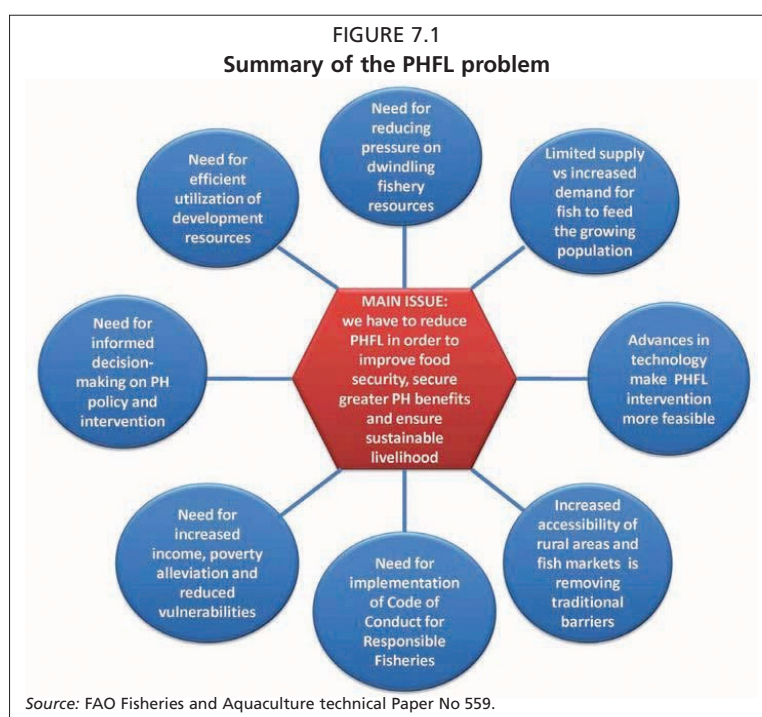 FIGURE 7.1
Summary of the PHFL problem
Need for
reducing
pressure on
dwindling
fishery
resources
Limited supply
vs increased
demand for
fish to feed
the growing
population
Advances in
technology
make PHFL
intervention
more feasible
Increased
accessibility of
rural areas and
fish markets is
removing
traditional
barriers
Need for
implementation
of Code of
Conduct for
Responsible
Fisheries
Need for
increased
income, poverty
alleviation and
reduced
vulnerabilities
Need for
informed
decision-
making on PH
policy and
intervention
Need for
efficient
utilization of
development
resources
MAIN ISSUE:
we have to reduce
PHFL in order to
improve food
security, secure
greater PH benefits
and ensure
sustainable
livelihood
Source: FAO Fisheries and Aquaculture technical Paper No 559.